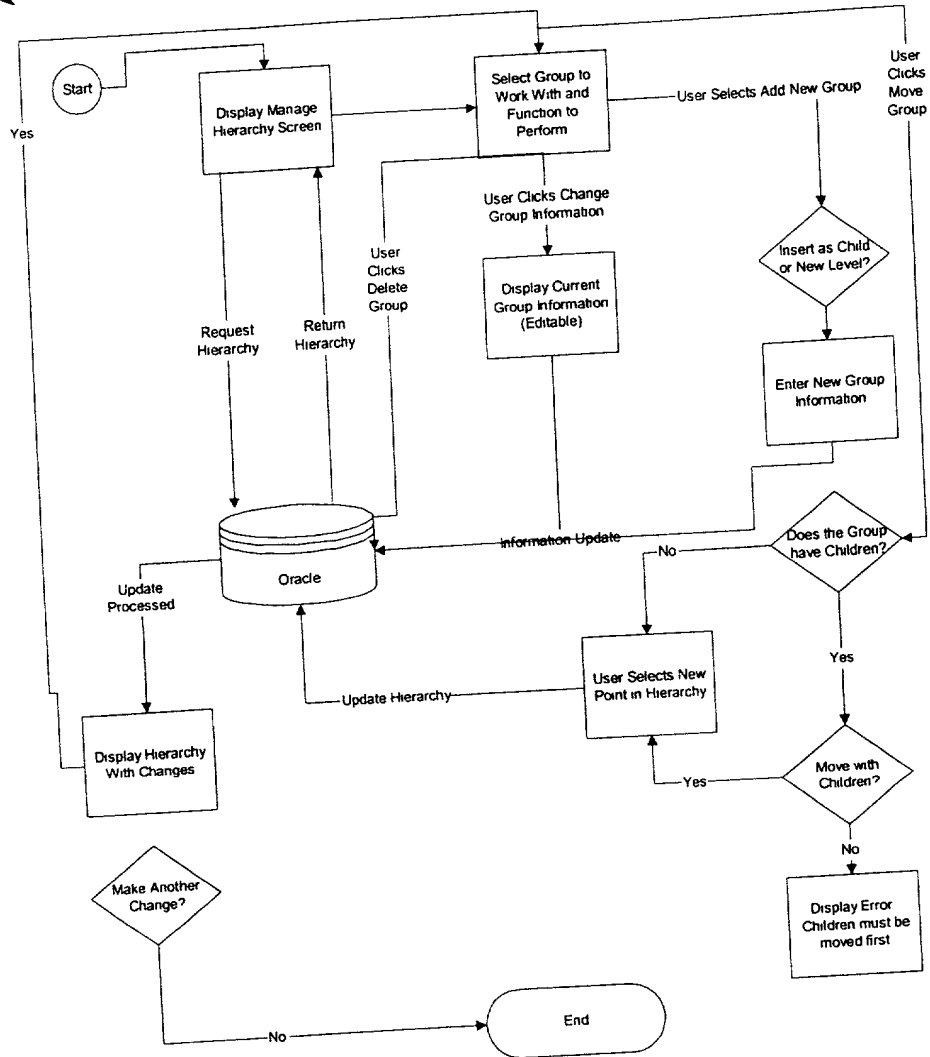 Start
Display Manage
Hierarchy Screen
Select Group to
Work With and
Function to
Perform
User Selects Add New Group
User
Clicks
Move
Group
Yes
User Clicks Change
Group Information
User
Clicks
Delete
Group
Insert as Child
or New Level?
Display Current
Group Information
(Editable)
Request
Hierarchy
Return
Hierarchy
Enter New Group
Information
Information Update
Does the Group
have Children?
No
Oracle
Update
Processed
Yes
User Selects New
Point in Hierarchy
Update Hierarchy
Display Hierarchy
With Changes
Move with
Children?
Yes
No
Make Another
Change?
Display Error
Children must be
moved first
No
End